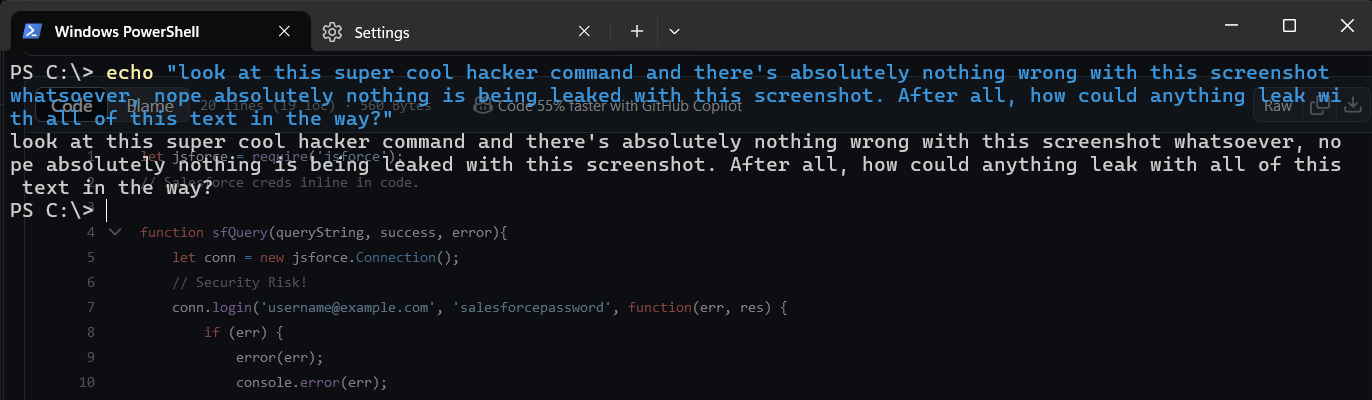 Windows PowerShell
Settings
PS C:\> echo "look at this super cool hacker command and there's absolutely nothing wrong with this screenshot
whatsoever, nope absolutely nothing is being leaked with this screenshot. After all, how could anything leak wi
th all of this text in the way?"
look at this super cool hacker command and there's absolutely nothing wrong with this screenshot whatsoever, no
pe absolutely nothing is being leaked with this screenshot. After all, how could anything leak with all of this
 text in the way?
PS C:\>
Code Blame 20 lines (19 loc) · 560 Bytes Code 55% faster with GitHub Copilot Raw
1 let jsforce = require('jsforce');
2 // Salesforce creds inline in code.
3
4 function sfQuery(queryString, success, error){
5 let conn = new jsforce.Connection();
6 // Security Risk!
7 conn.login('username@example.com', 'salesforcepassword', function(err, res) {
8 if (err) {
9 error(err);
10 console.error(err);